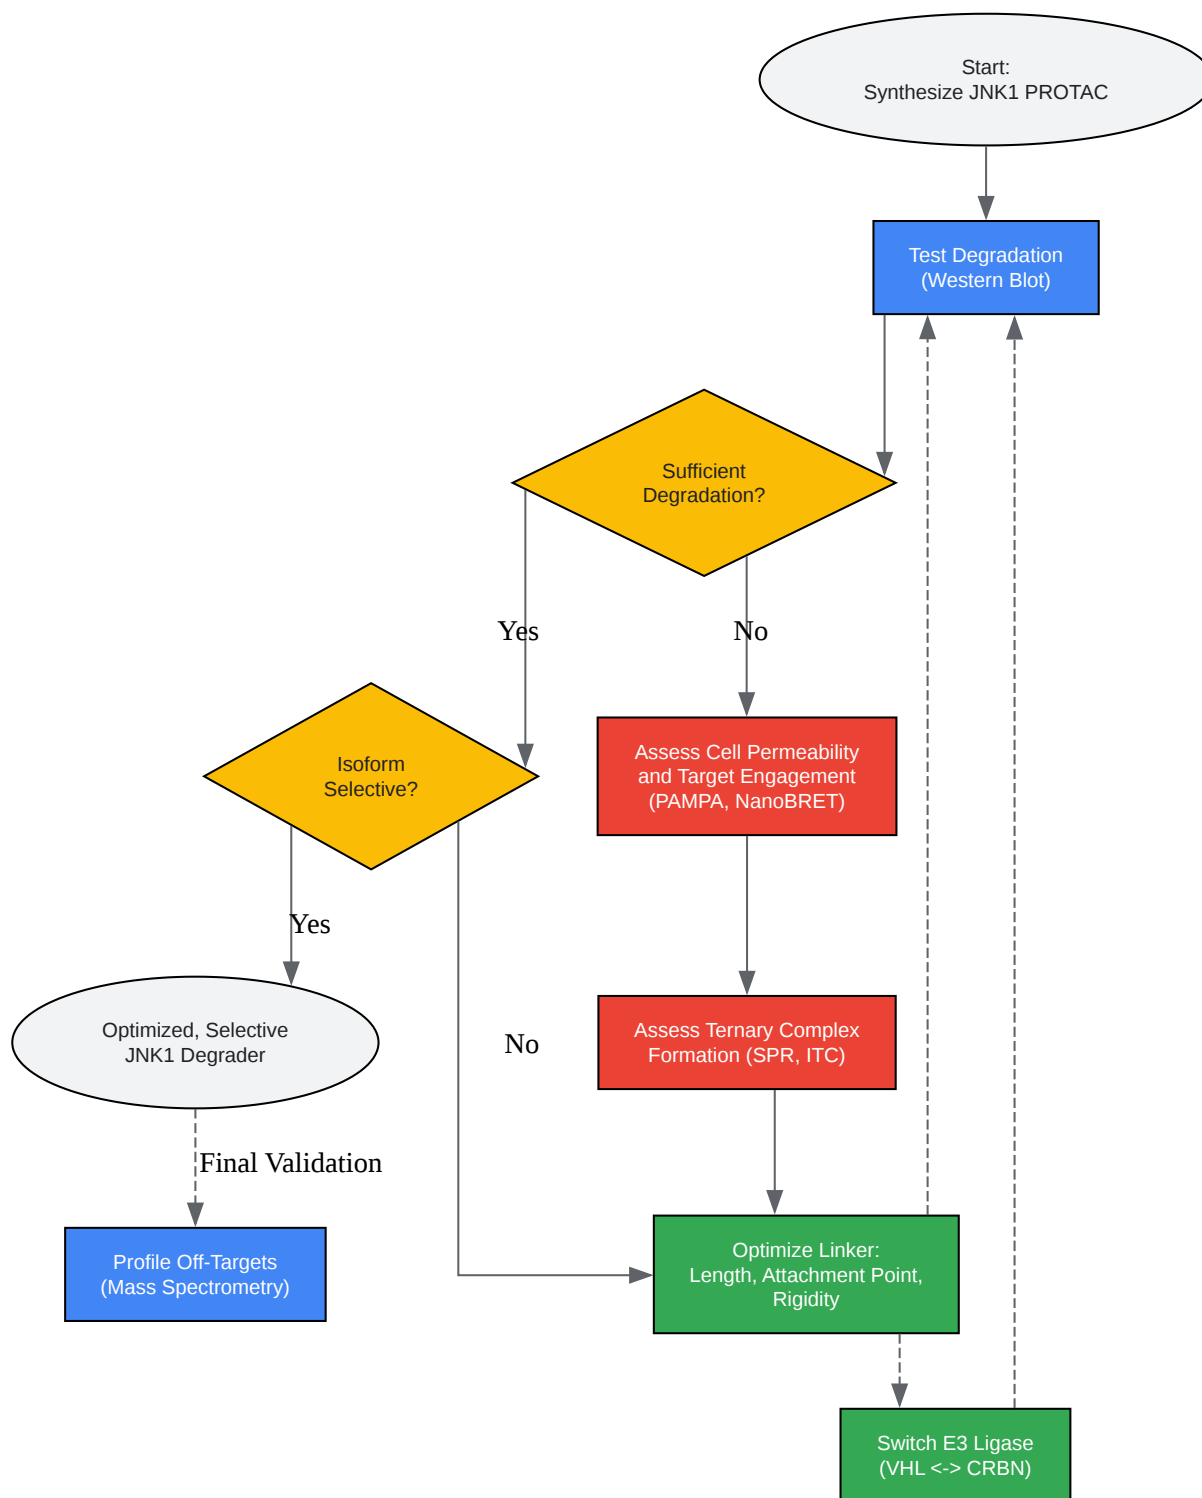 Start:
Synthesize JNK1 PROTAC
Test Degradation
(Western Blot)
Sufficient
Degradation?
Yes
No
Isoform
Selective?
Assess Cell Permeability
and Target Engagement
(PAMPA, NanoBRET)
Yes
No
Optimized, Selective
JNK1 Degrader
Assess Ternary Complex
Formation (SPR, ITC)
Final Validation
Profile Off-Targets
(Mass Spectrometry)
Optimize Linker:
Length, Attachment Point,
Rigidity
Switch E3 Ligase
(VHL <-> CRBN)